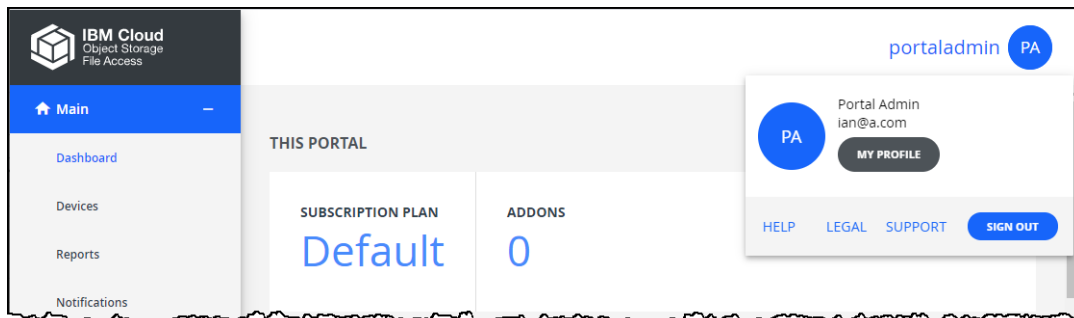 IBM Cloud
Object Storage
File Access
portaladmin PA
Main
Portal Admin
ian@a.com
PA
MY PROFILE
THIS PORTAL
Dashboard
Devices
SUBSCRIPTION PLAN
Default
ADDONS
0
HELP LEGAL SUPPORT SIGN OUT
Reports
Notifications